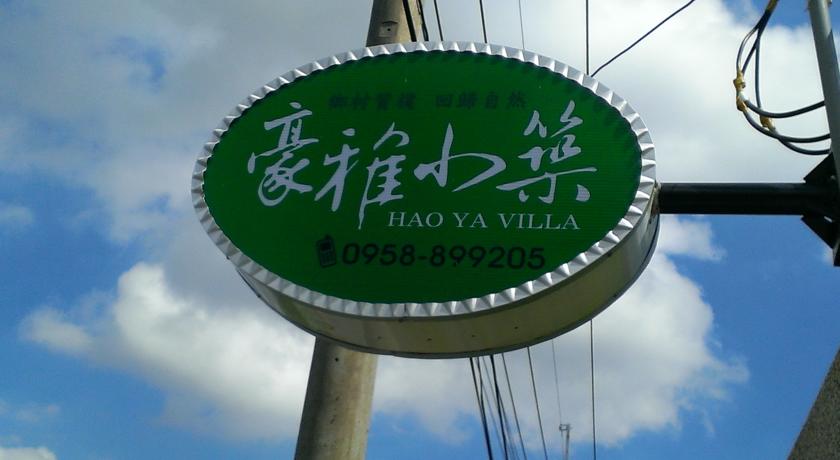 鄉村質樸 回歸自然
豪雅小築
HAO YA VILLA
0958-899205